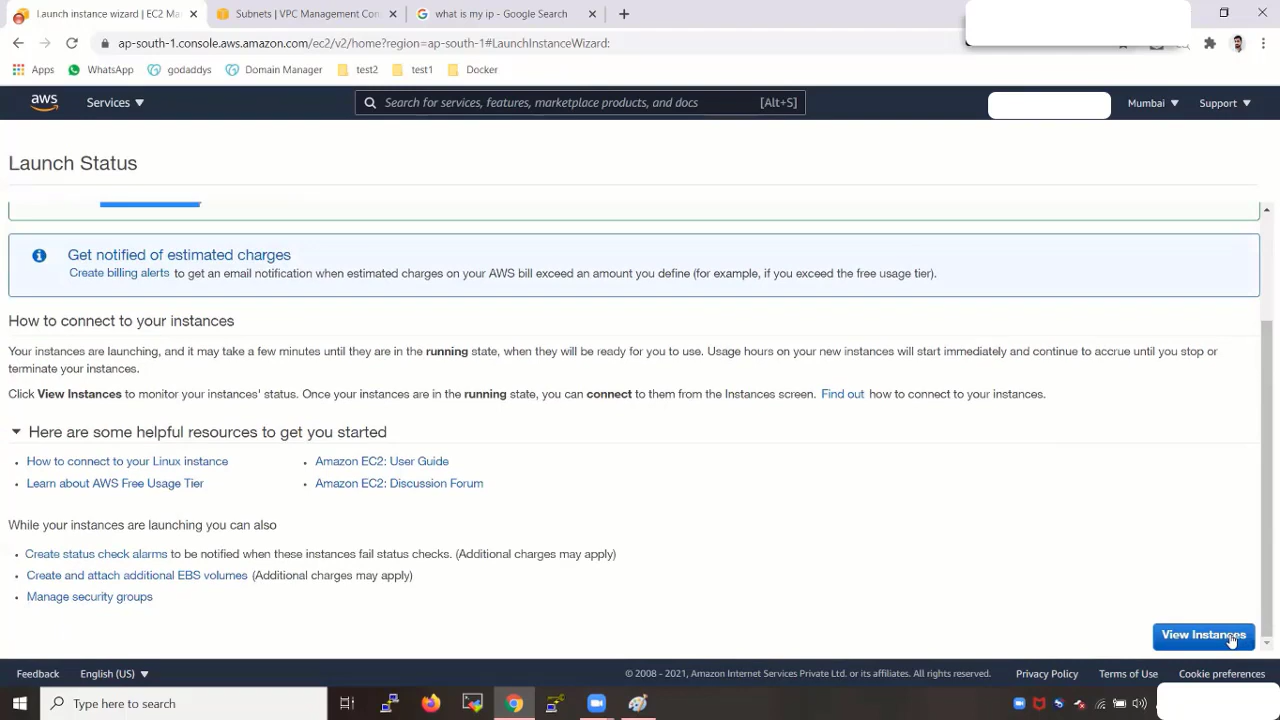 Launch instance wizard | EC2 M
Subnets | VPC Management Con
what is my ip - Google Search
ap-south-1.console.aws.amazon.com/ec2/v2/home?region=ap-south-1#LaunchInstanceWizard:
Apps
WhatsApp
godaddys
Domain Manager
test2
test1
Docker
aws
Services
Search for services, features, marketplace products, and docs
[Alt+S]
Mumbai
Support
Launch Status
Get notified of estimated charges
Create billing alerts to get an email notification when estimated charges on your AWS bill exceed an amount you define (for example, if you exceed the free usage tier).
How to connect to your instances
Your instances are launching, and it may take a few minutes until they are in the running state, when they will be ready for you to use. Usage hours on your new instances will start immediately and continue to accrue until you stop or
terminate your instances.
Click View Instances to monitor your instances' status. Once your instances are in the running state, you can connect to them from the Instances screen. Find out how to connect to your instances.
Here are some helpful resources to get you started
How to connect to your Linux instance
Amazon EC2: User Guide
Learn about AWS Free Usage Tier
Amazon EC2: Discussion Forum
While your instances are launching you can also
Create status check alarms to be notified when these instances fail status checks. (Additional charges may apply)
Create and attach additional EBS volumes (Additional charges may apply)
Manage security groups
View Instances
Feedback
English (US)
© 2008 - 2021, Amazon Internet Services Private Ltd. or its affiliates. All rights reserved.
Privacy Policy
Terms of Use
Cookie preferences
Type here to search